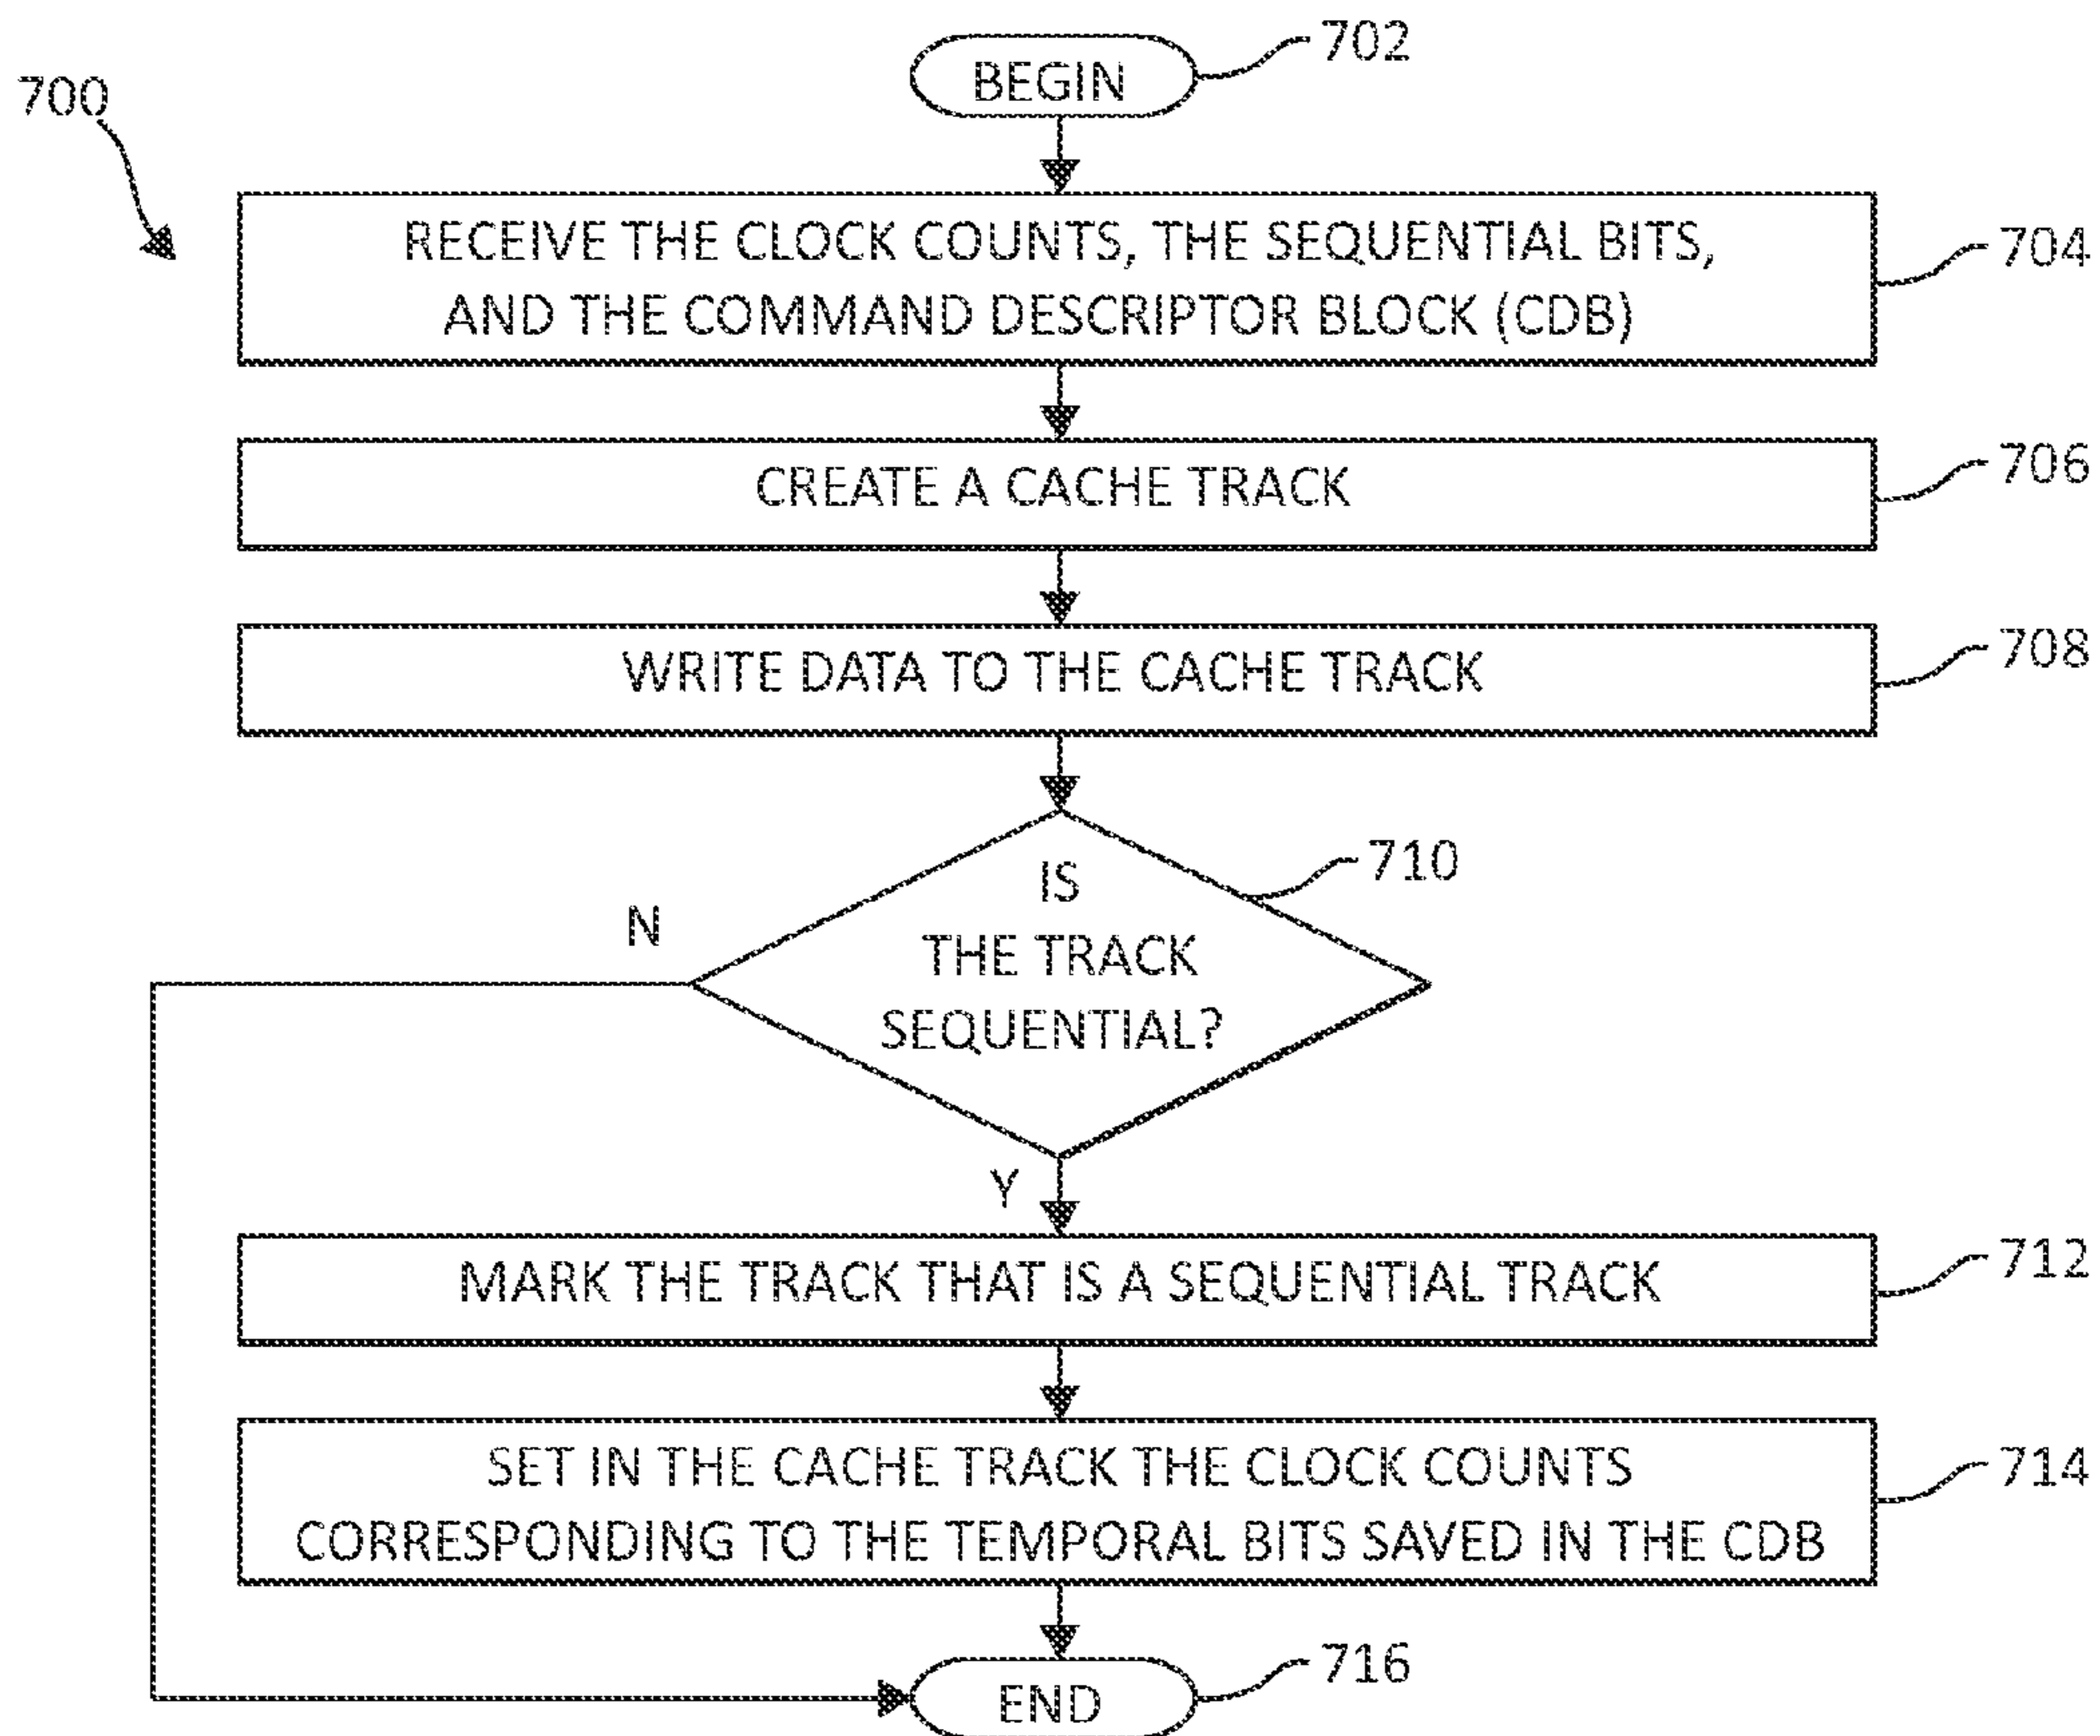 702
BEGIN
700
RECEIVE THE CLOCK COUNTS, THE SEQUENTIAL BITS,
AND THE COMMAND DESCRIPTOR BLOCK (CDB)
704
CREATE A CACHE TRACK
706
WRITE DATA TO THE CACHE TRACK
708
IS
THE TRACK
SEQUENTIAL?
710
N
Y
MARK THE TRACK THAT IS A SEQUENTIAL TRACK
712
SET IN THE CACHE TRACK THE CLOCK COUNTS
CORRESPONDING TO THE TEMPORAL BITS SAVED IN THE CDB
714
END
716